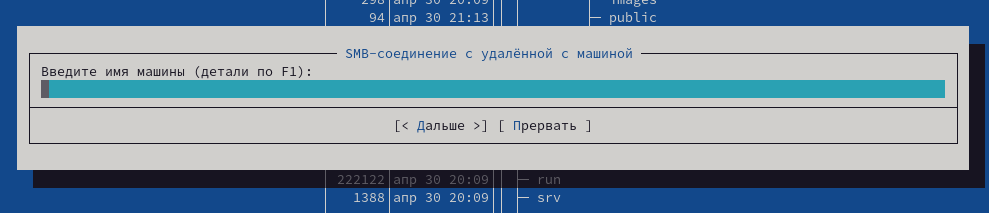 298 апр 30 20:09 images
94 апр 30 21:13 public
SMB-соединение с удалённой с машиной
Введите имя машины (детали по F1):
[< Дальше >] [ Прервать ]
222122 апр 30 20:09 run
1388 апр 30 20:09 srv